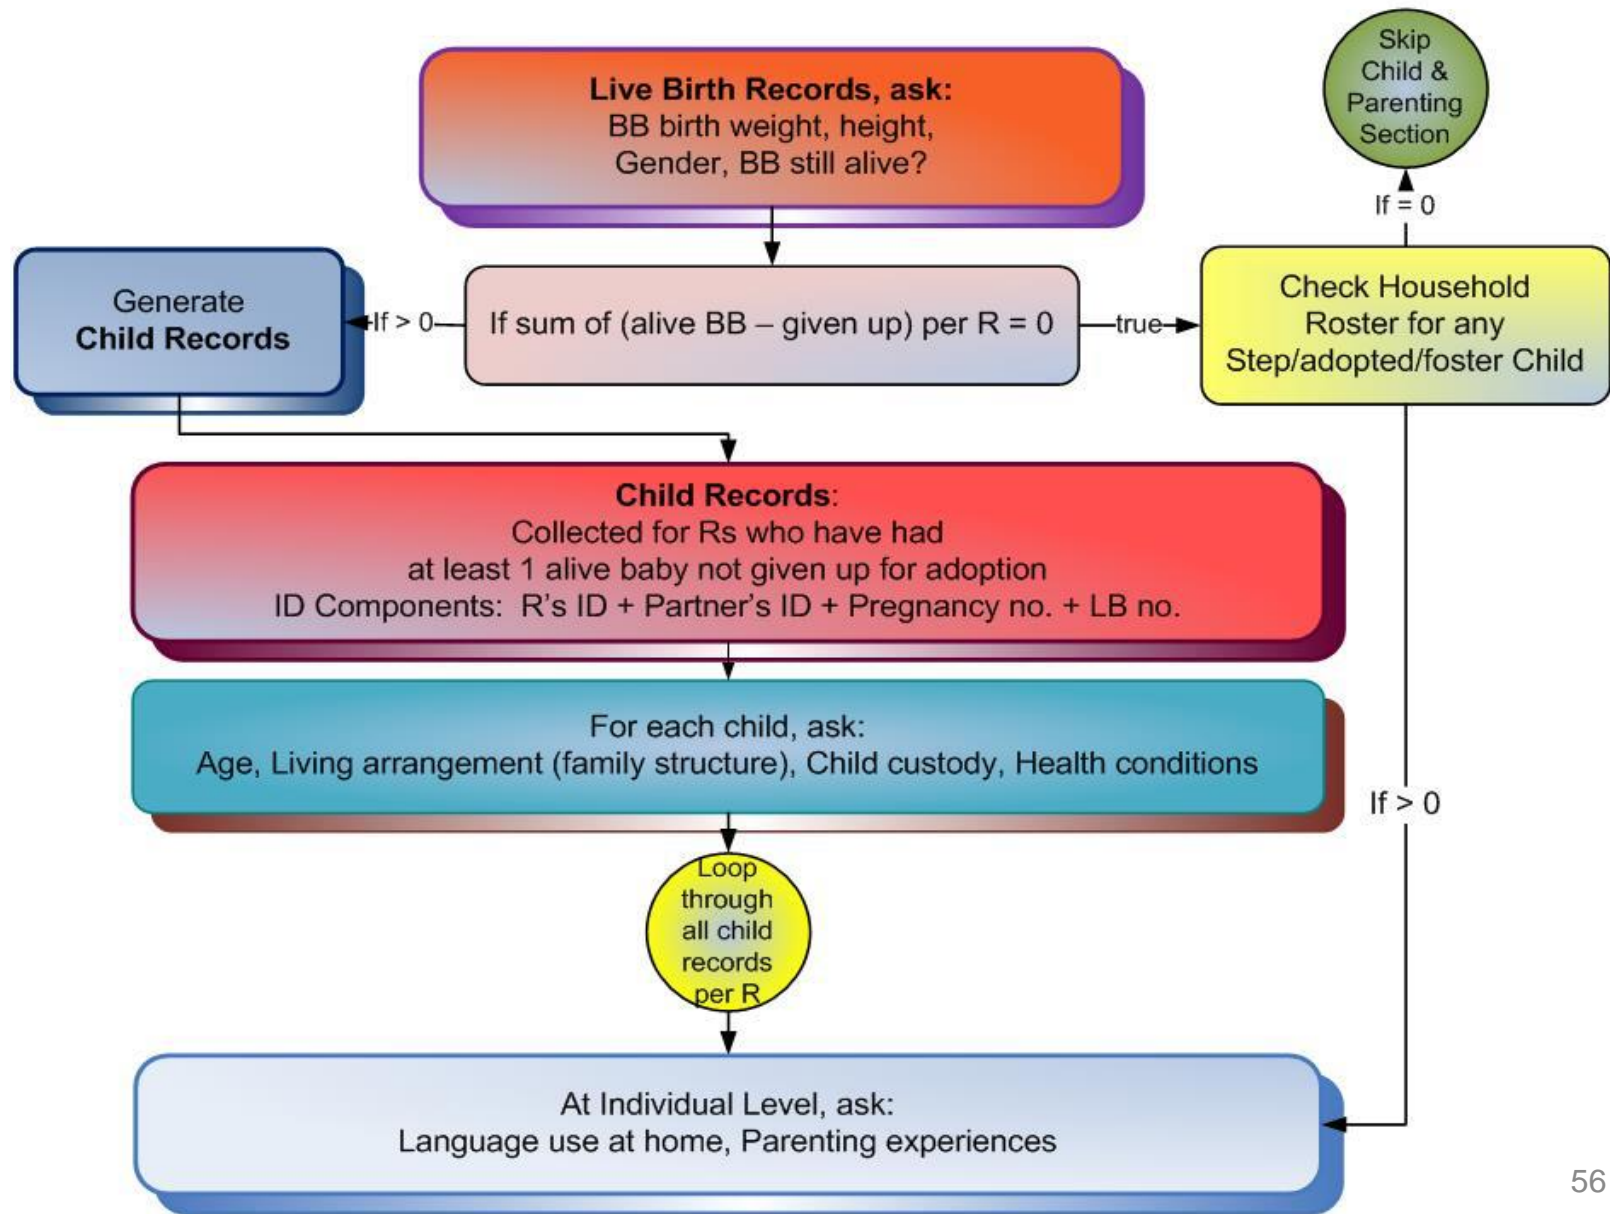 Live Birth Records, ask:
BB birth weight, height,
Gender, BB still alive?
Skip
Child &
Parenting
Section
If = 0
Generate
Child Records
If > 0
If sum of (alive BB – given up) per R = 0
true
Check Household
Roster for any
Step/adopted/foster Child
Child Records:
Collected for Rs who have had
at least 1 alive baby not given up for adoption
ID Components: R’s ID + Partner’s ID + Pregnancy no. + LB no.
For each child, ask:
Age, Living arrangement (family structure), Child custody, Health conditions
If > 0
Loop
through
all child
records
per R
At Individual Level, ask:
Language use at home, Parenting experiences
56